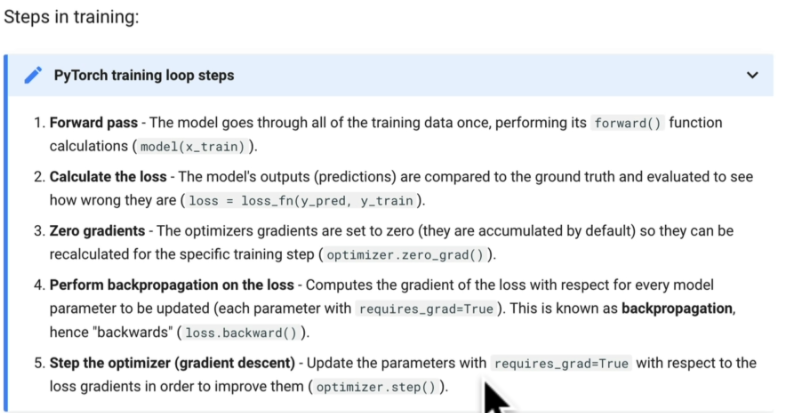 Steps in training:
PyTorch training loop steps
1. Forward pass - The model goes through all of the training data once, performing its forward() function
calculations ( model(x_train) ).
2. Calculate the loss - The model's outputs (predictions) are compared to the ground truth and evaluated to see
how wrong they are ( loss = loss_fn(y_pred, y_train ).
3. Zero gradients - The optimizers gradients are set to zero (they are accumulated by default) so they can be
recalculated for the specific training step ( optimizer.zero_grad() ).
4. Perform backpropagation on the loss - Computes the gradient of the loss with respect for every model
parameter to be updated (each parameter with requires_grad=True ). This is known as backpropagation,
hence "backwards" ( loss.backward() ).
5. Step the optimizer (gradient descent) - Update the parameters with requires_grad=True with respect to the
loss gradients in order to improve them ( optimizer.step() ).